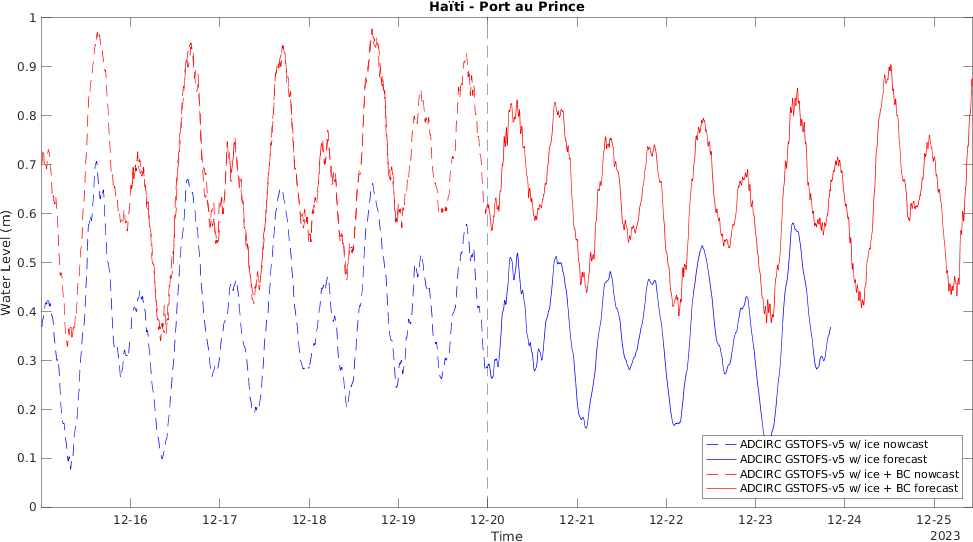 Haïti - Port au Prince
1
0.9
0.8
0.7
0.6
0.5
0.4
0.3
0.2
0.1
0
Water Level (m)
ADCIRC GSTOFS-v5 w/ ice nowcast
ADCIRC GSTOFS-v5 w/ ice forecast
ADCIRC GSTOFS-v5 w/ ice + BC nowcast
ADCIRC GSTOFS-v5 w/ ice + BC forecast
12-16 12-17 12-18 12-19 12-20 12-21 12-22 12-23 12-24 12-25
Time
2023